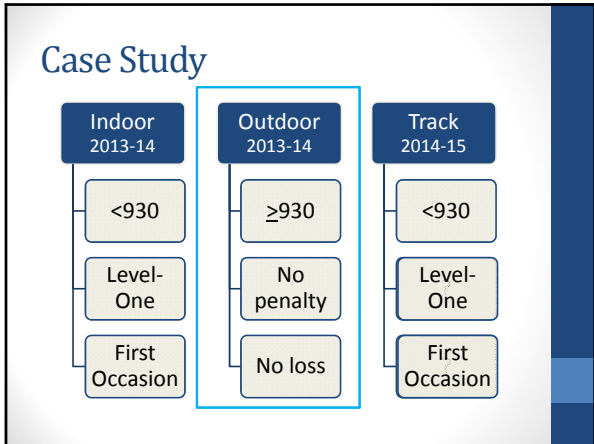 Case Study
Indoor
2013-14
<930
Level-
One
First
Occasion
Outdoor
2013-14
≥930
No
penalty
No loss
Track
2014-15
<930
Level-
One
First
Occasion